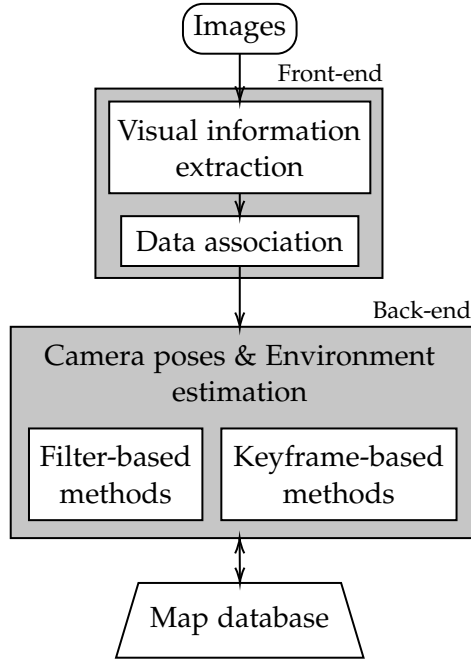 Images
Front-end
Visual information
extraction
Data association
Back-end
Camera poses & Environment
estimation
Filter-based
methods
Keyframe-based
methods
Map database